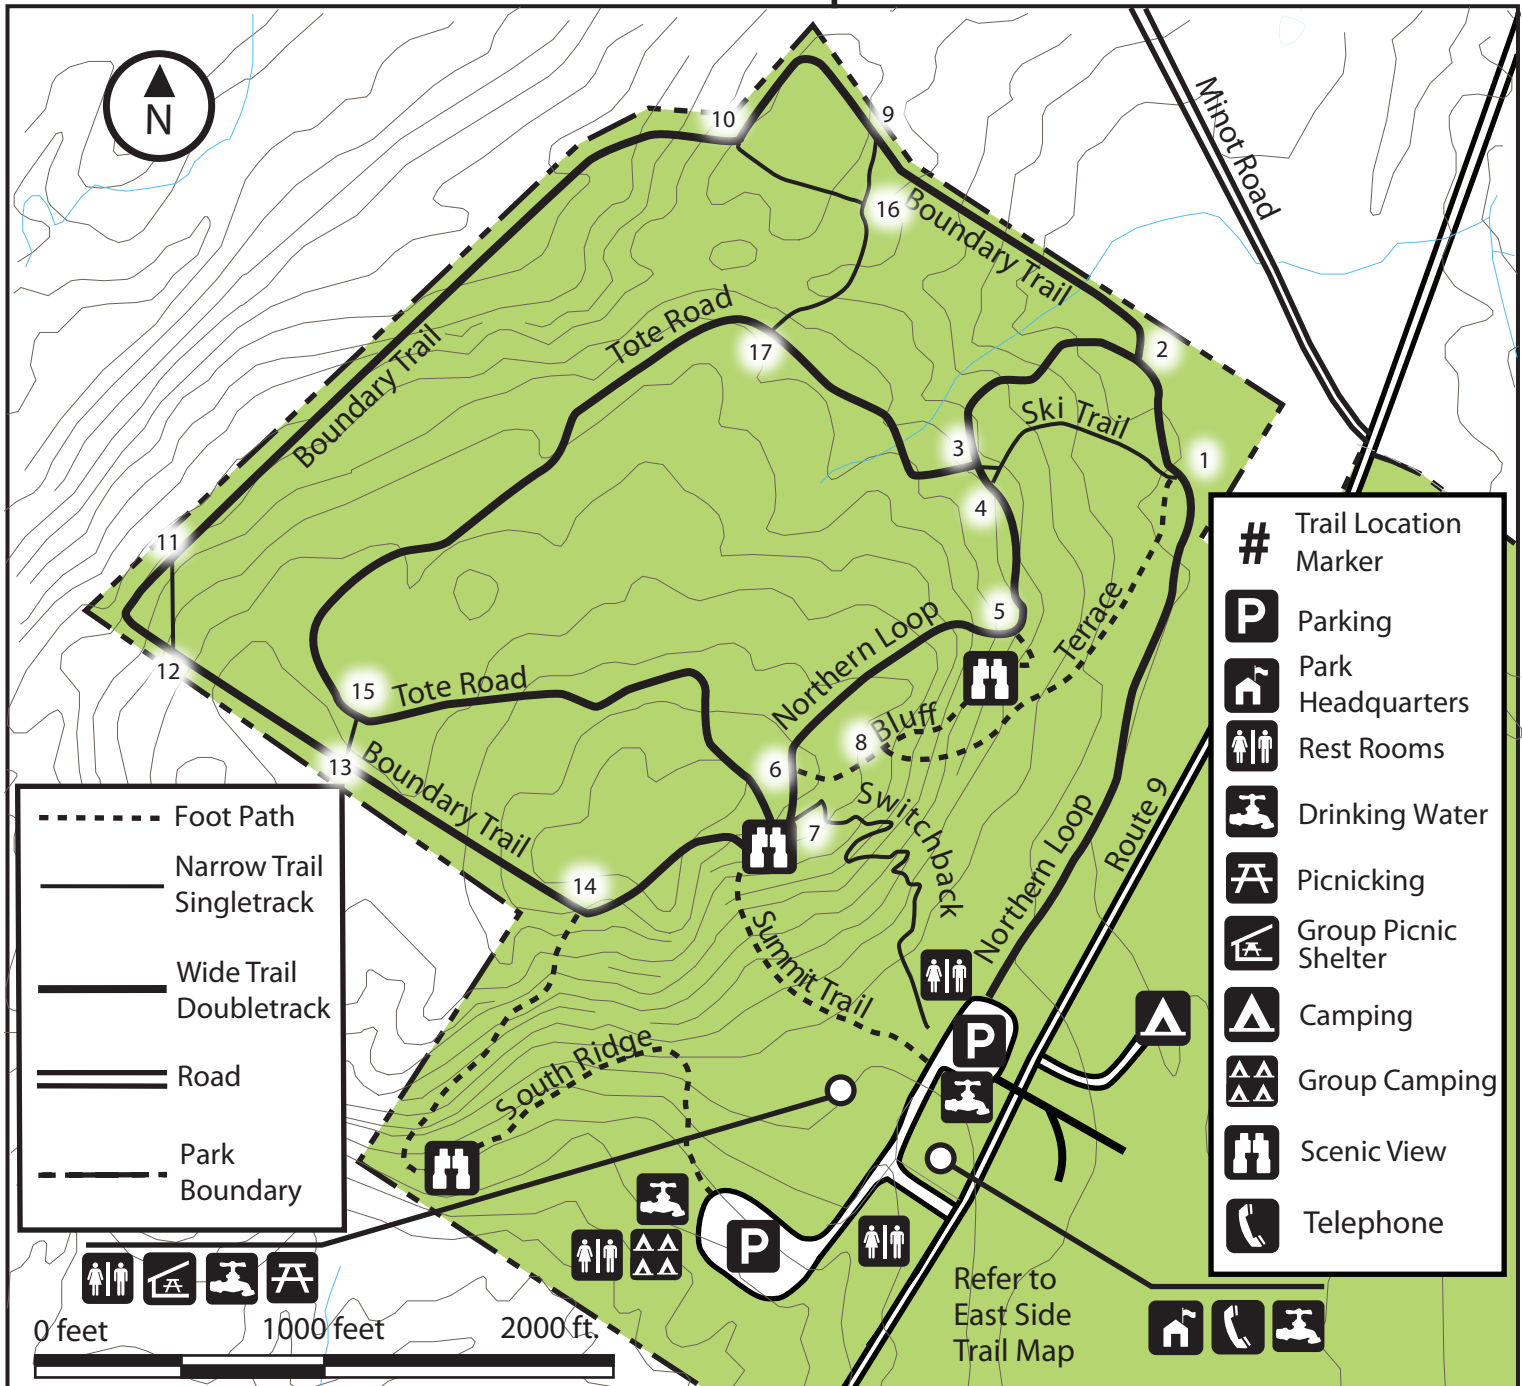 N
10
9
Minot Road
16
Boundary Trail
Tote Road
17
2
Boundary Trail
Ski Trail
3
1
4
11
5
Northern Loop
Terrace
12
15
Tote Road
8
Bluff
6
13
Boundary Trail
Switchback
7
14
Northern Loop
Route 9
Summit Trail
South Ridge
P
P
#
Trail Location
Marker
P
Parking
Park
Headquarters
Rest Rooms
Drinking Water
Picnicking
Group Picnic
Shelter
Camping
Group Camping
Scenic View
Telephone
Foot Path
Narrow Trail
Singletrack
Wide Trail
Doubletrack
Road
Park
Boundary
Refer to
East Side
Trail Map
0 feet
1000 feet
2000 ft.